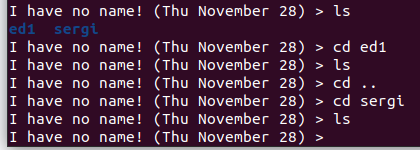 I have no name! (Thu November 28) > ls
ed1  sergi
I have no name! (Thu November 28) > cd ed1
I have no name! (Thu November 28) > ls
I have no name! (Thu November 28) > cd ..
I have no name! (Thu November 28) > cd sergi
I have no name! (Thu November 28) > ls
I have no name! (Thu November 28) >